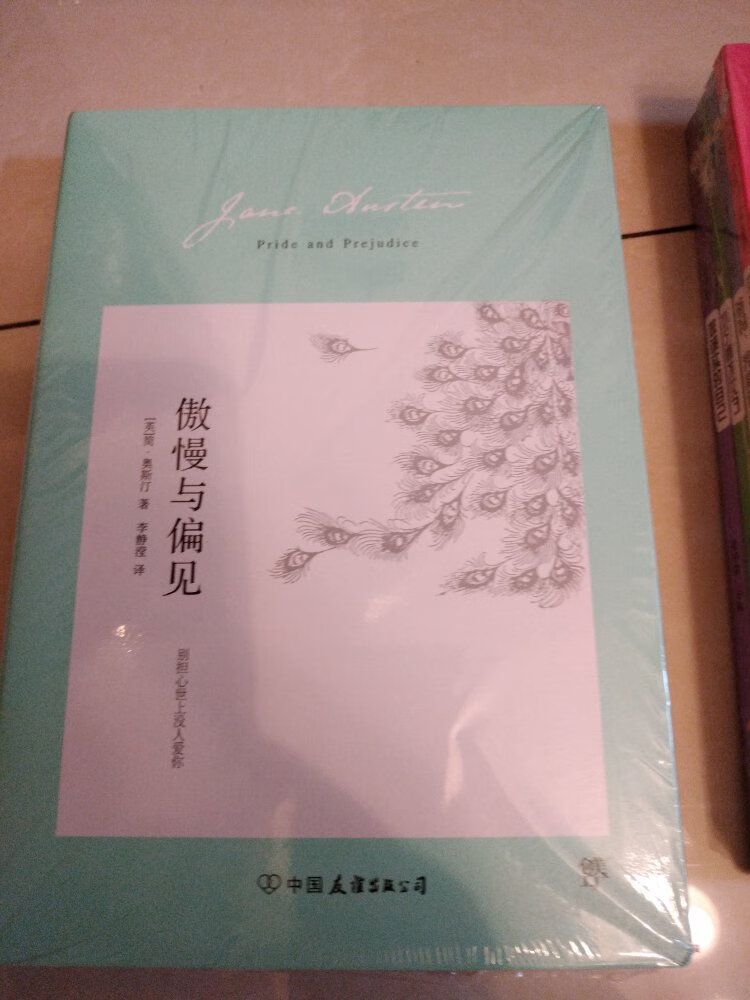 Jane Austen
Pride and Prejudice
傲慢与偏见
[英]简·奥斯汀 著 李静滢 译
别担心世上没人爱你
中国友谊出版公司